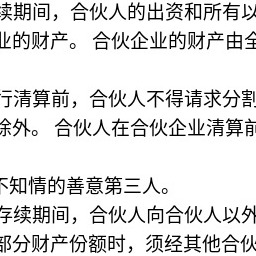 续期间，合伙人的出资和所有以
业的财产。 合伙企业的财产由全
行清算前，合伙人不得请求分割
除外。 合伙人在合伙企业清算前
不知情的善意第三人。
存续期间，合伙人向合伙人以外
部分财产份额时，须经其他合伙